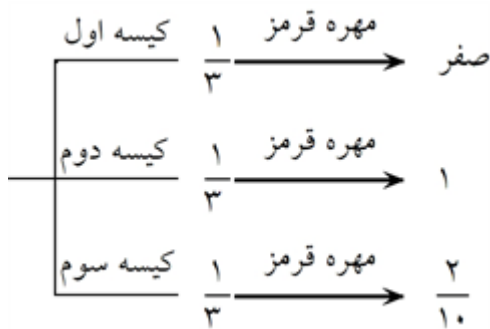 کیسه اول ۱/۳ مهره قرمز صفر
کیسه دوم ۱/۳ مهره قرمز ۱
کیسه سوم ۱/۳ مهره قرمز ۲/۱۰